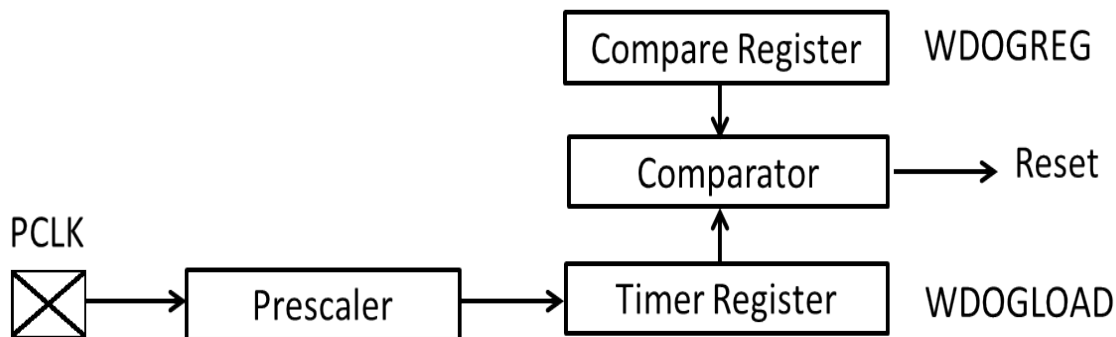 Compare Register WDOGREG
Comparator Reset
PCLK
Prescaler Timer Register WDOGLOAD